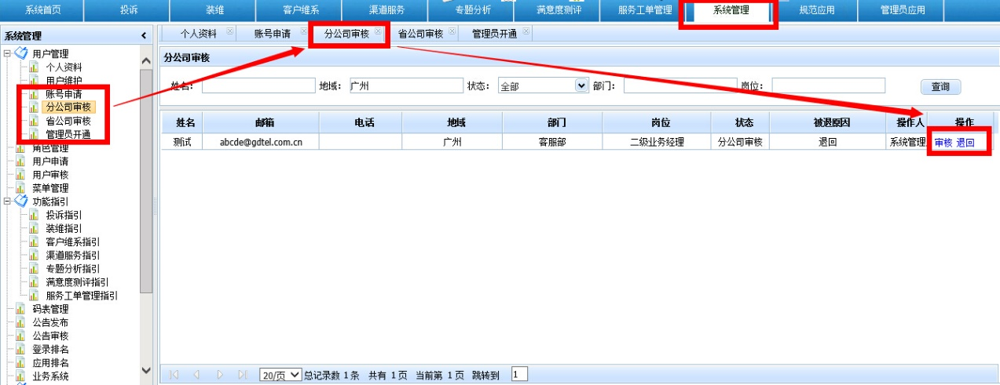 系统首页 投诉 装维 客户维系 渠道服务 专题分析 满意度测评 服务工单管理 系统管理 规范应用 管理员应用
系统管理
个人资料 账号申请 分公司审核 省公司审核 管理员开通
用户管理
个人资料
用户维护
账号申请
分公司审核
省公司审核
管理员开通
角色管理
用户申请
用户审核
菜单管理
功能指引
投诉指引
装维指引
客户维系指引
渠道服务指引
专题分析指引
满意度测评指引
服务工单管理指引
码表管理
公告发布
公告审核
登录排名
应用排名
业务系统
分公司审核
姓名： 地域： 广州 状态： 全部 部门： 岗位： 查询
姓名 邮箱 电话 地域 部门 岗位 状态 被退原因 操作人 操作
测试 abcde@gdtel.com.cn 广州 客服部 二级业务经理 分公司审核 退回 系统管理 审核 退回
20/页 总记录数 1 条 共有 1 页 当前第 1 页 跳转到 1